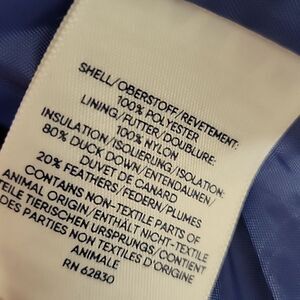 SHELL/OBERSTOFF/REVETEMENT:
100% POLYESTER
LINING/FUTTER/DOUBLURE:
100% NYLON
INSULATION/ISOLIERUNG/ISOLATION:
80% DUCK DOWN/ENTENDAUNEN/
DUVET DE CANARD
20% FEATHERS/FEDERN/PLUMES
CONTAINS NON-TEXTILE PARTS OF
ANIMAL ORIGIN/ENTHÄLT NICHT-TEXTILE
TEILE TIERISCHEN URSPRUNGS/CONTIENT
DES PARTIES NON TEXTILES D'ORIGINE
ANIMALE
RN 62830